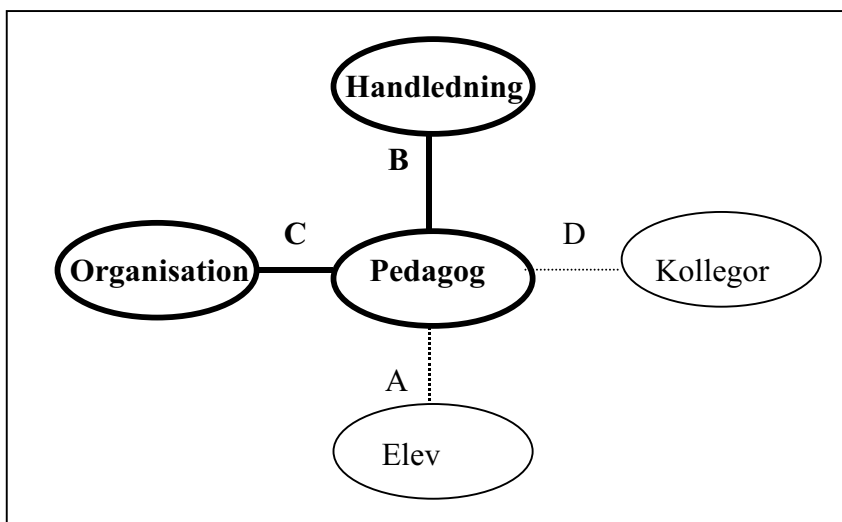 Handledning
B
C
D
Organisation
Pedagog
Kollegor
A
Elev